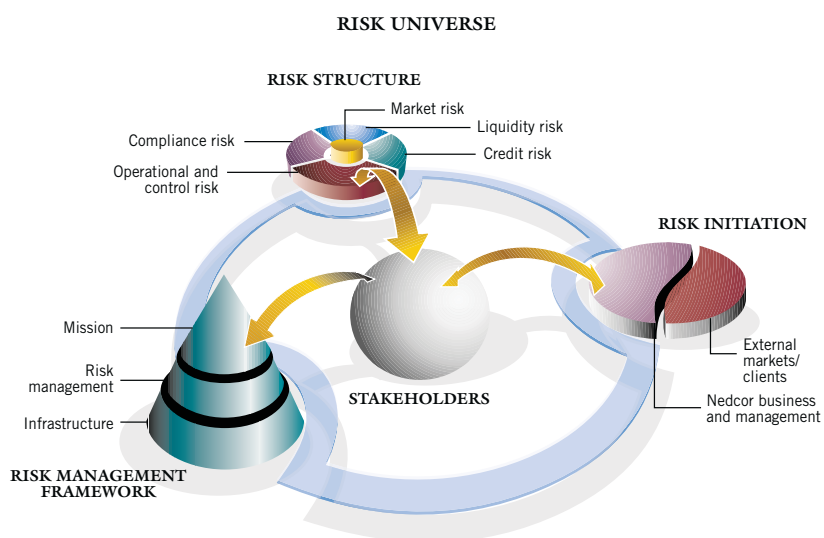 RISK UNIVERSE
RISK STRUCTURE
Market risk
Liquidity risk
Compliance risk
Credit risk
Operational and
control risk
RISK INITIATION
Mission
External
markets/
clients
Risk
management
STAKEHOLDERS
Nedcor business
and management
Infrastructure
RISK MANAGEMENT
FRAMEWORK